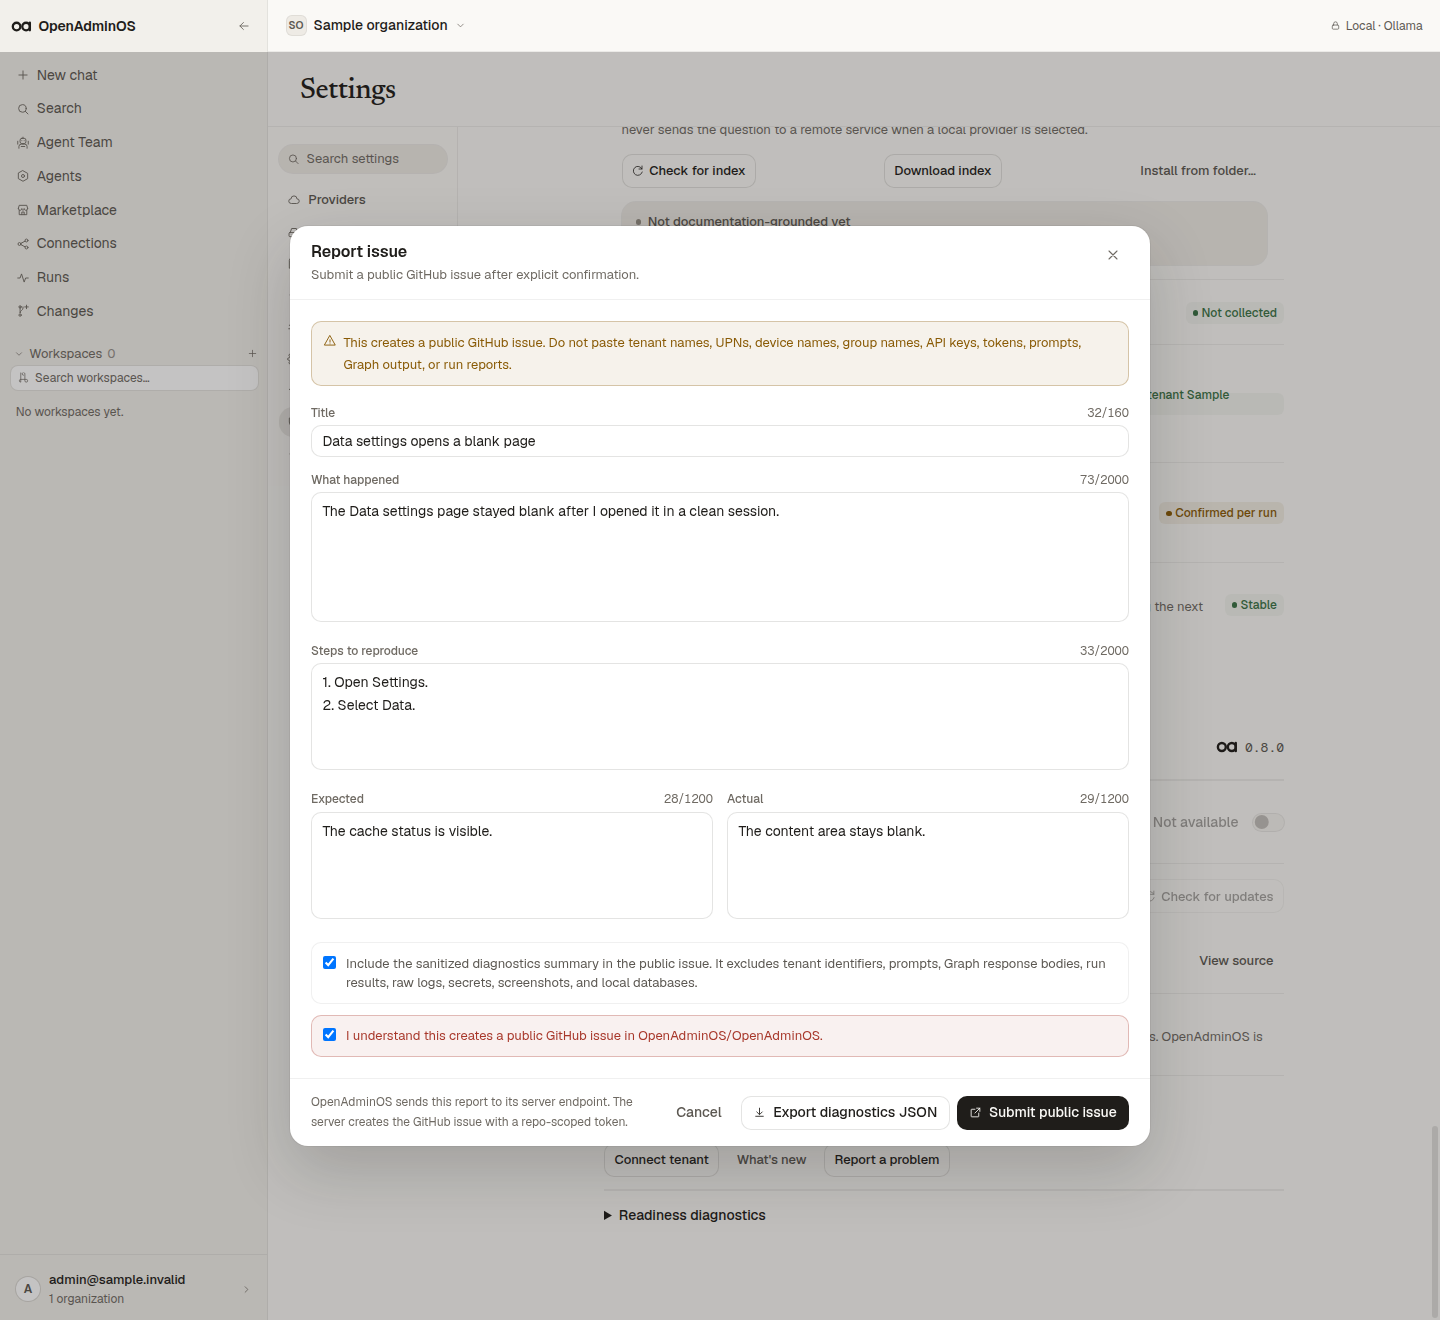 OpenAdminOS
SO Sample organization
Local · Ollama
New chat
Search
Agent Team
Agents
Marketplace
Connections
Runs
Changes
Workspaces 0
Search workspaces...
No workspaces yet.
admin@sample.invalid
A
1 organization
Settings
Search settings
Providers
never sends the question to a remote service when a local provider is selected.
Check for index
Download index
Install from folder...
Not documentation-grounded yet
Not collected
tenant Sample
Confirmed per run
the next
Stable
oa 0.8.0
Not available
Check for updates
View source
s. OpenAdminOS is
Report issue
Submit a public GitHub issue after explicit confirmation.
This creates a public GitHub issue. Do not paste tenant names, UPNs, device names, group names, API keys, tokens, prompts,
Graph output, or run reports.
Title 32/160
Data settings opens a blank page
What happened 73/2000
The Data settings page stayed blank after I opened it in a clean session.
Steps to reproduce 33/2000
1. Open Settings.
2. Select Data.
Expected 28/1200
The cache status is visible.
Actual 29/1200
The content area stays blank.
Include the sanitized diagnostics summary in the public issue. It excludes tenant identifiers, prompts, Graph response bodies, run
results, raw logs, secrets, screenshots, and local databases.
I understand this creates a public GitHub issue in OpenAdminOS/OpenAdminOS.
OpenAdminOS sends this report to its server endpoint. The
server creates the GitHub issue with a repo-scoped token.
Cancel
Export diagnostics JSON
Submit public issue
Connect tenant
What's new
Report a problem
Readiness diagnostics